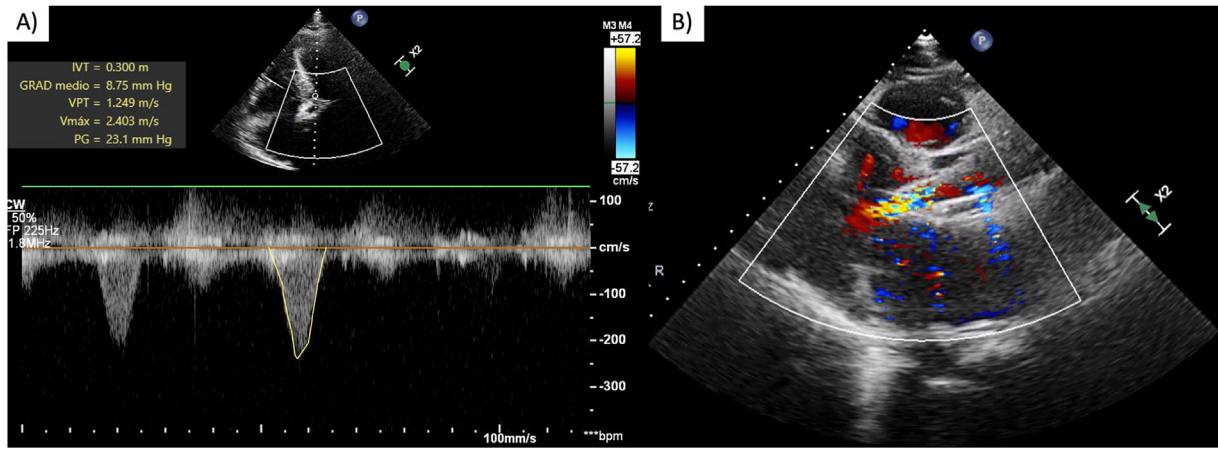 A)
P
X2
IVT = 0.300 m
GRAD medio = 8.75 mm Hg
VPT = 1.249 m/s
Vmáx = 2.403 m/s
PG = 23.1 mm Hg
M3 M4
+57.2
-57.2
cm/s
CW
50%
FP 225Hz
1.8MHz
100
cm/s
-100
-200
-300
100mm/s
***bpm
B)
P
X2
Z
R